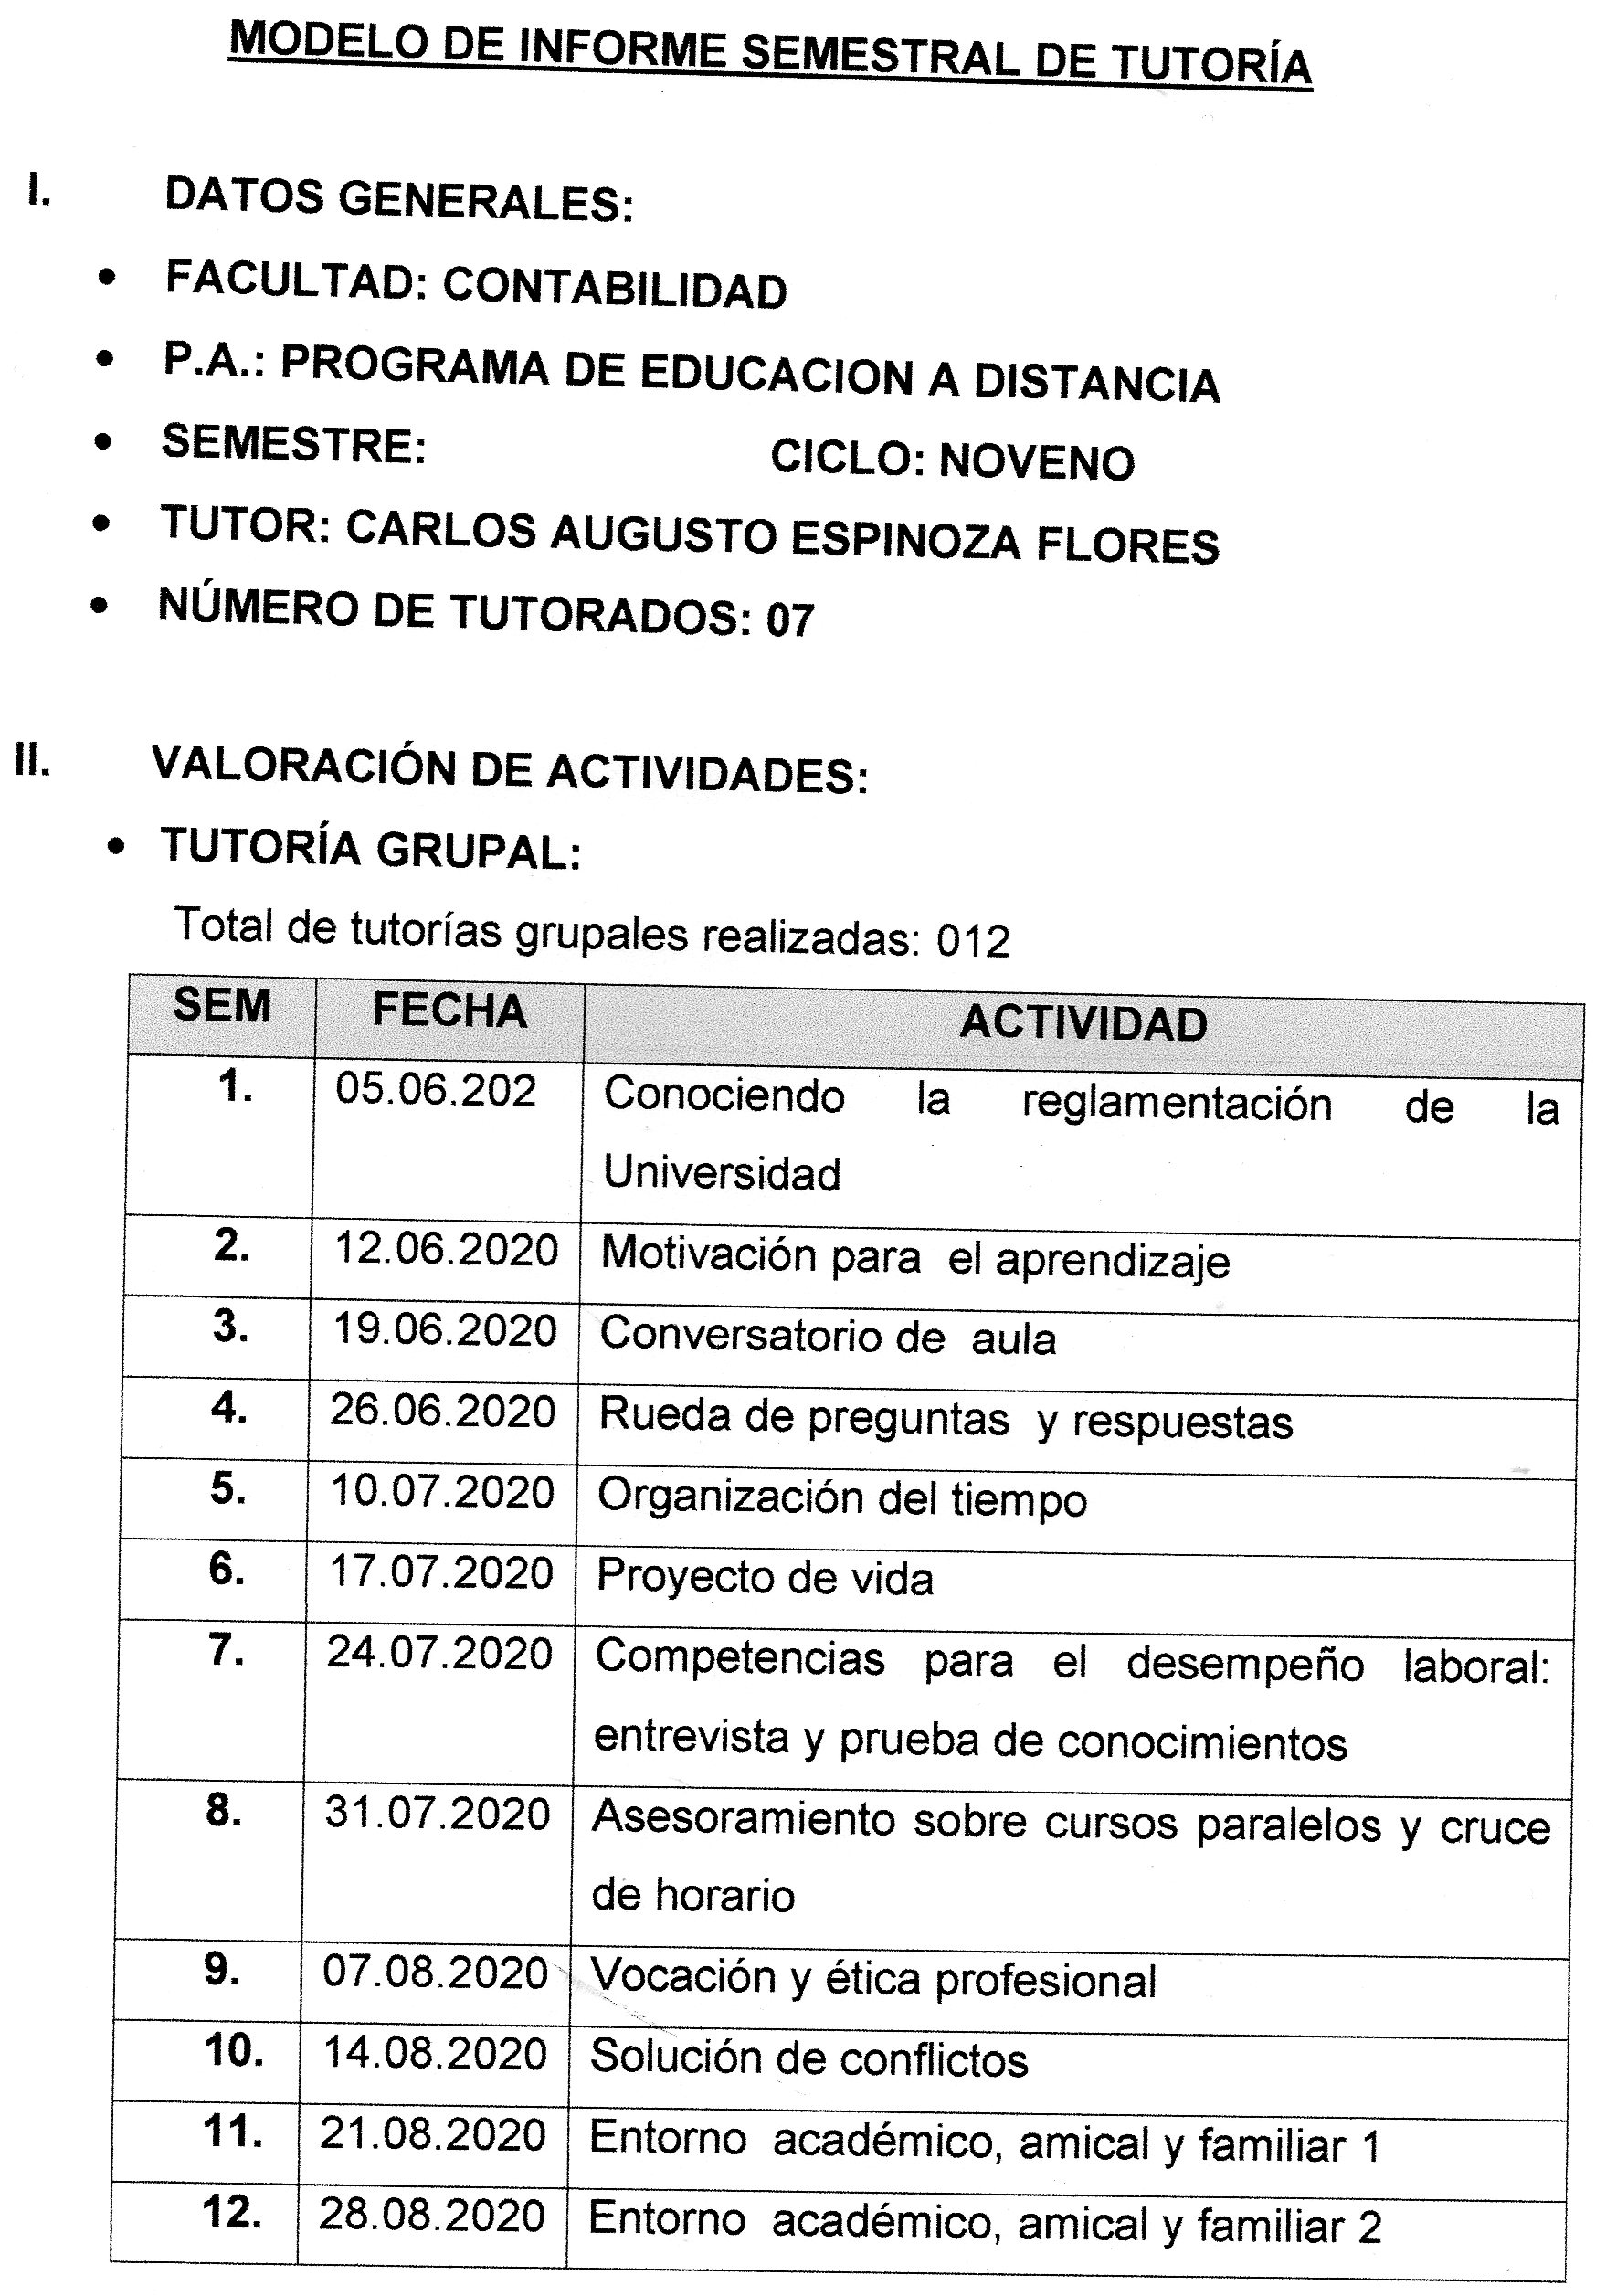 MODELO DE INFORME SEMESTRAL DE TUTORÍA
I. DATOS GENERALES:
• FACULTAD: CONTABILIDAD
• P.A.: PROGRAMA DE EDUCACION A DISTANCIA
• SEMESTRE: CICLO: NOVENO
• TUTOR: CARLOS AUGUSTO ESPINOZA FLORES
• NÚMERO DE TUTORADOS: 07
II. VALORACIÓN DE ACTIVIDADES:
• TUTORÍA GRUPAL:
Total de tutorías grupales realizadas: 012
SEM FECHA ACTIVIDAD
1. 05.06.202 Conociendo la reglamentación de la
Universidad
2. 12.06.2020 Motivación para el aprendizaje
3. 19.06.2020 Conversatorio de aula
4. 26.06.2020 Rueda de preguntas y respuestas
5. 10.07.2020 Organización del tiempo
6. 17.07.2020 Proyecto de vida
7. 24.07.2020 Competencias para el desempeño laboral:
entrevista y prueba de conocimientos
8. 31.07.2020 Asesoramiento sobre cursos paralelos y cruce
de horario
9. 07.08.2020 Vocación y ética profesional
10. 14.08.2020 Solución de conflictos
11. 21.08.2020 Entorno académico, amical y familiar 1
12. 28.08.2020 Entorno académico, amical y familiar 2